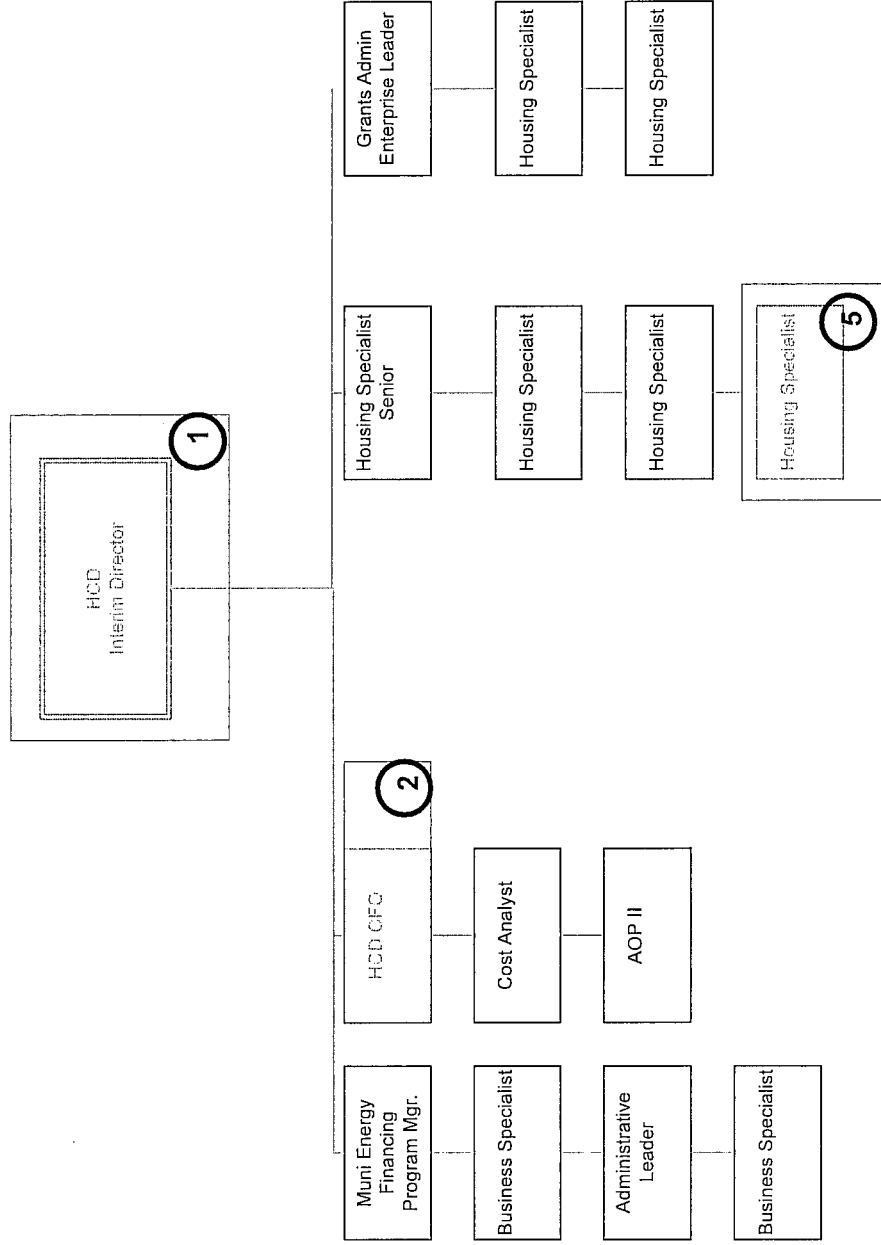 HCD
Interim Director
1
Muni Energy
Financing
Program Mgr.
Business Specialist
Administrative
Leader
Business Specialist
HCD CFO
2
Cost Analyst
AOP II
Housing Specialist
Senior
Housing Specialist
Housing Specialist
Housing Specialist
5
Grants Admin
Enterprise Leader
Housing Specialist
Housing Specialist